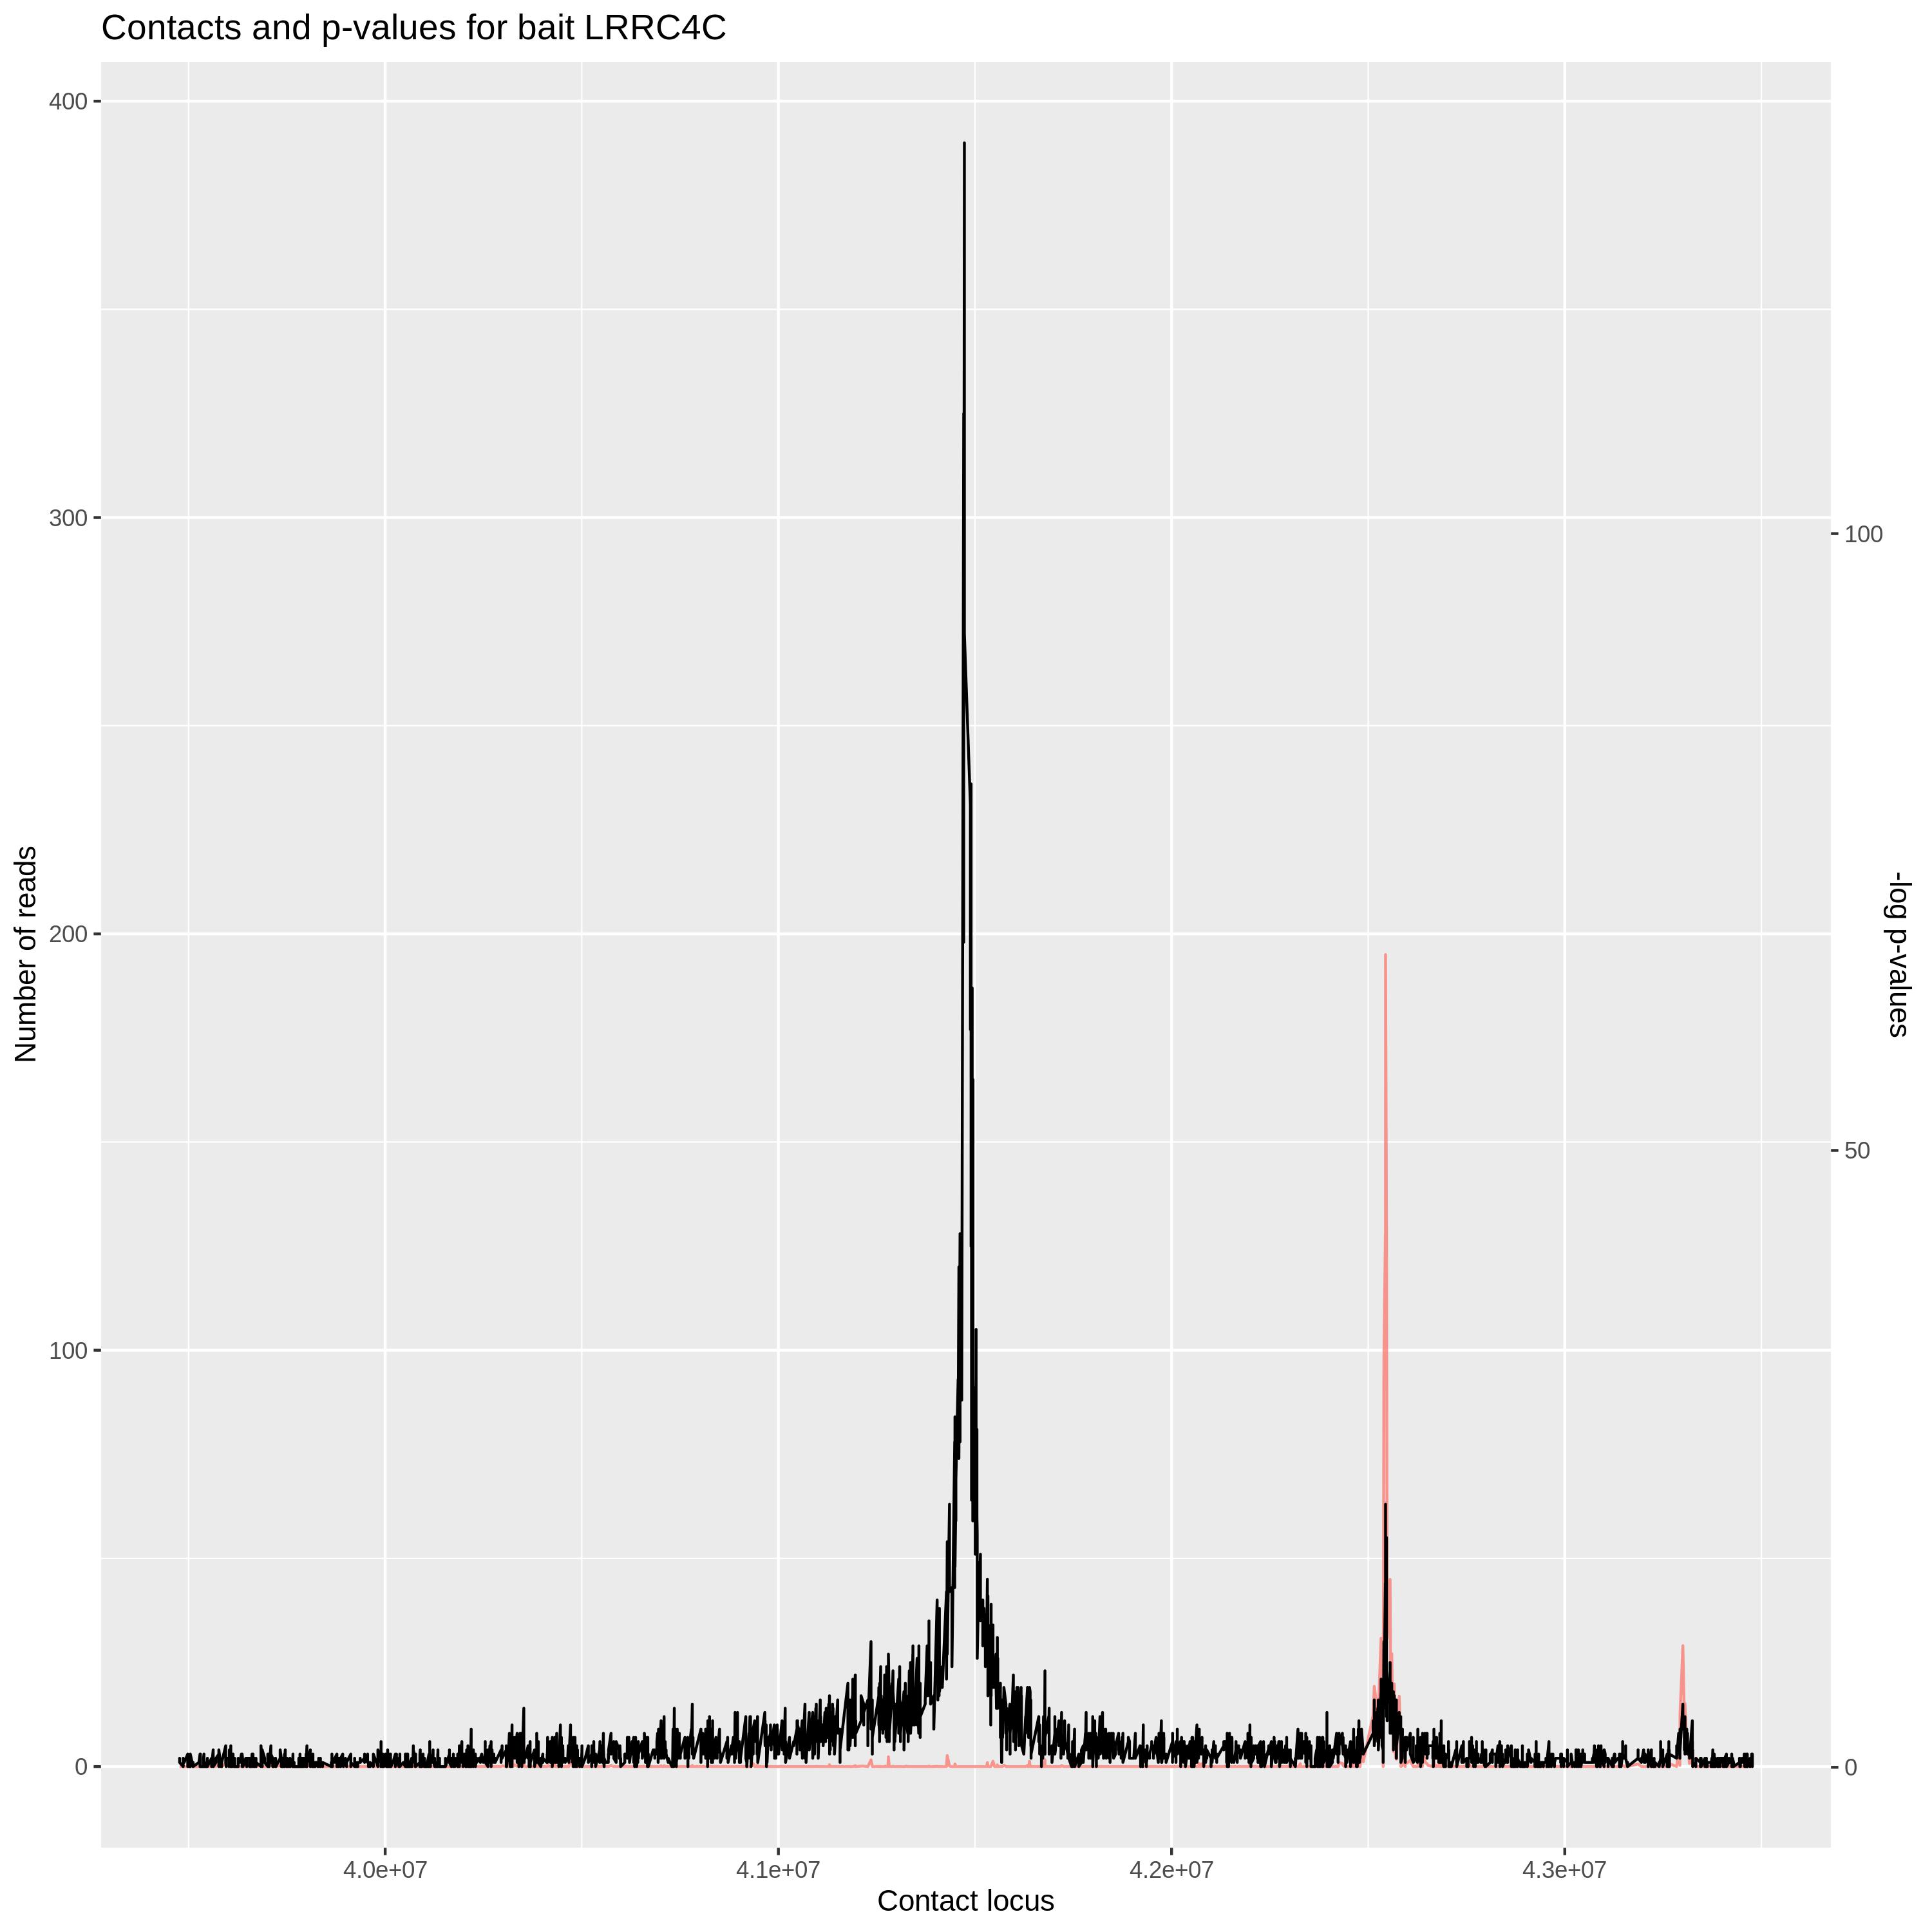 Contacts and p-values for bait LRRC4C
400
300
200
100
0
Number of reads
100
50
0
-log p-values
4.0e+07
4.1e+07
4.2e+07
4.3e+07
Contact locus